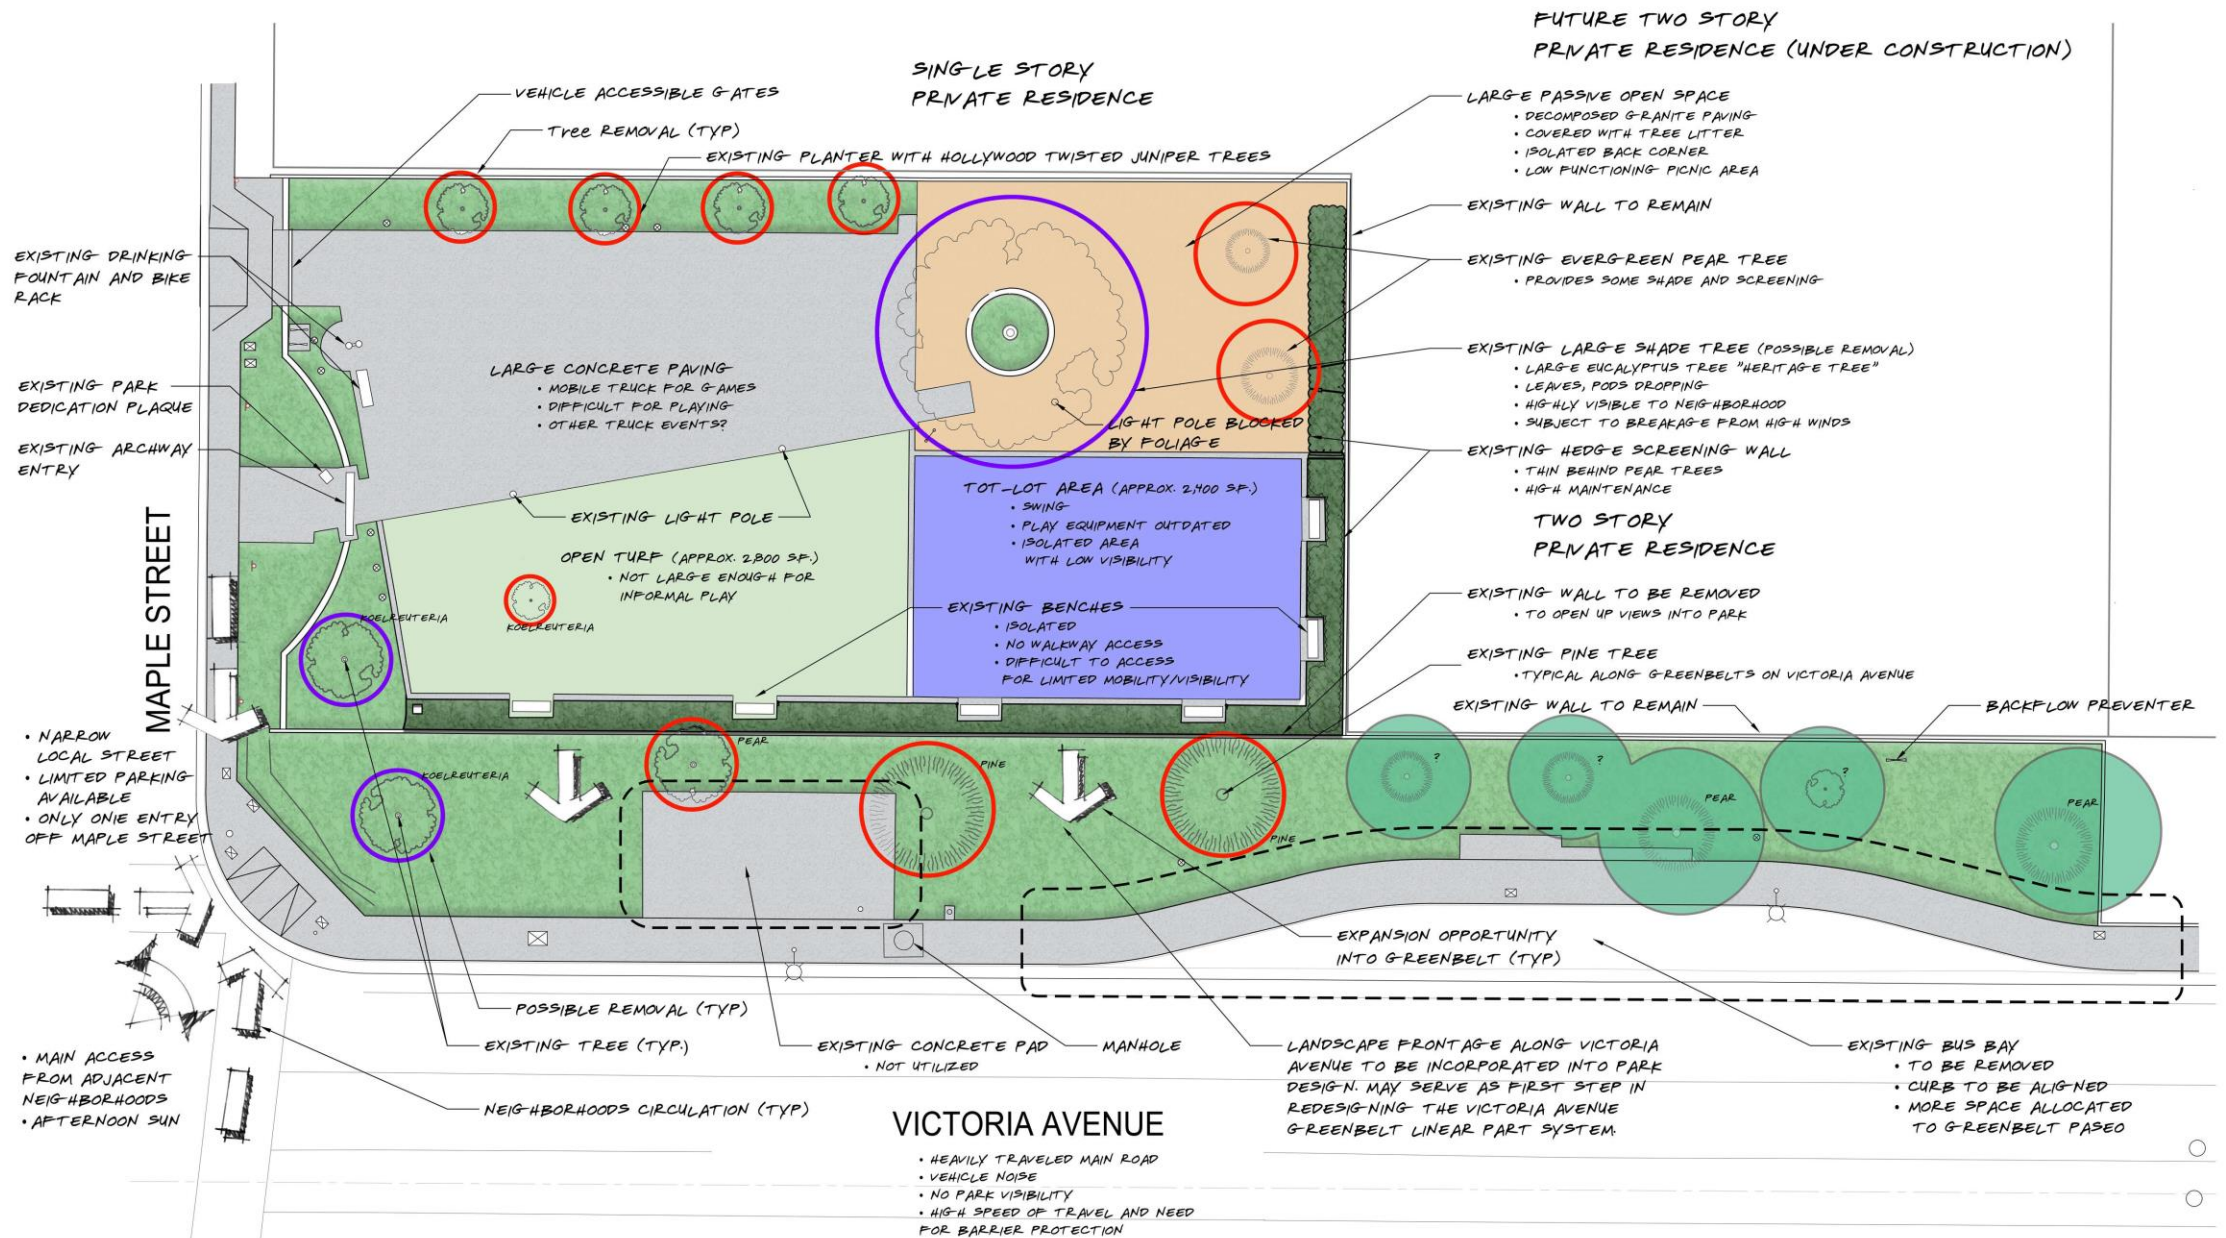 FUTURE TWO STORY
PRIVATE RESIDENCE (UNDER CONSTRUCTION)
SINGLE STORY
PRIVATE RESIDENCE
VEHICLE ACCESSIBLE GATES
Tree REMOVAL (TYP)
EXISTING PLANTER WITH HOLLYWOOD TWISTED JUNIPER TREES
LARGE PASSIVE OPEN SPACE
• DECOMPOSED GRANITE PAVING
• COVERED WITH TREE LITTER
• ISOLATED BACK CORNER
• LOW FUNCTIONING PICNIC AREA
EXISTING WALL TO REMAIN
EXISTING EVERGREEN PEAR TREE
• PROVIDES SOME SHADE AND SCREENING
EXISTING LARGE SHADE TREE (POSSIBLE REMOVAL)
• LARGE EUCALYPTUS TREE "HERITAGE TREE"
• LEAVES, PODS DROPPING
• HIGHLY VISIBLE TO NEIGHBORHOOD
• SUBJECT TO BREAKAGE FROM HIGH WINDS
EXISTING HEDGE SCREENING WALL
• THIN BEHIND PEAR TREES
• HIGH MAINTENANCE
TWO STORY
PRIVATE RESIDENCE
EXISTING WALL TO BE REMOVED
• TO OPEN UP VIEWS INTO PARK
EXISTING PINE TREE
• TYPICAL ALONG GREENBELTS ON VICTORIA AVENUE
EXISTING WALL TO REMAIN
BACKFLOW PREVENTER
EXISTING DRINKING
FOUNTAIN AND BIKE
RACK
EXISTING PARK
DEDICATION PLAQUE
EXISTING ARCHWAY
ENTRY
MAPLE STREET
LARGE CONCRETE PAVING
• MOBILE TRUCK FOR GAMES
• DIFFICULT FOR PLAYING
• OTHER TRUCK EVENTS?
LIGHT POLE BLOCKED
BY FOLIAGE
EXISTING LIGHT POLE
OPEN TURF (APPROX. 2,800 SF.)
• NOT LARGE ENOUGH FOR
INFORMAL PLAY
TOT-LOT AREA (APPROX. 2,400 SF.)
• SWING
• PLAY EQUIPMENT OUTDATED
• ISOLATED AREA
WITH LOW VISIBILITY
EXISTING BENCHES
• ISOLATED
• NO WALKWAY ACCESS
• DIFFICULT TO ACCESS
FOR LIMITED MOBILITY/VISIBILITY
KOELREUTERIA
KOELREUTERIA
KOELREUTERIA
PEAR
PINE
PINE
?
?
PEAR
?
PEAR
• NARROW
LOCAL STREET
• LIMITED PARKING
AVAILABLE
• ONLY ONIE ENTRY
OFF MAPLE STREET
• MAIN ACCESS
FROM ADJACENT
NEIGHBORHOODS
• AFTERNOON SUN
POSSIBLE REMOVAL (TYP)
EXISTING TREE (TYP.)
NEIGHBORHOODS CIRCULATION (TYP)
EXISTING CONCRETE PAD
• NOT UTILIZED
MANHOLE
EXPANSION OPPORTUNITY
INTO GREENBELT (TYP)
LANDSCAPE FRONTAGE ALONG VICTORIA
AVENUE TO BE INCORPORATED INTO PARK
DESIGN. MAY SERVE AS FIRST STEP IN
REDESIGNING THE VICTORIA AVENUE
GREENBELT LINEAR PART SYSTEM.
EXISTING BUS BAY
• TO BE REMOVED
• CURB TO BE ALIGNED
• MORE SPACE ALLOCATED
TO GREENBELT PASEO
VICTORIA AVENUE
• HEAVILY TRAVELED MAIN ROAD
• VEHICLE NOISE
• NO PARK VISIBILITY
• HIGH SPEED OF TRAVEL AND NEED
FOR BARRIER PROTECTION